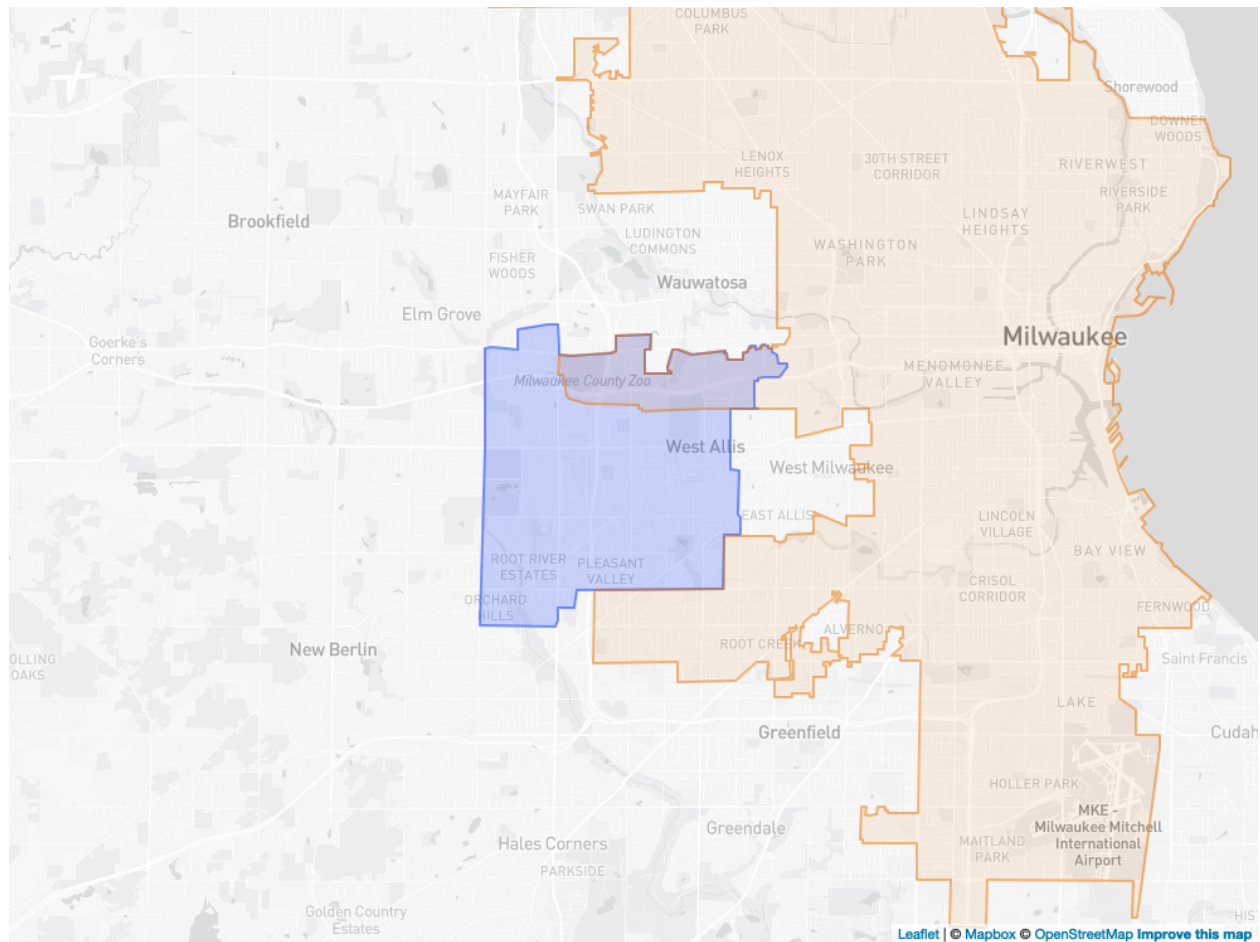 COLUMBUS
PARK
Shorewood
DOWNER
WOODS
LENOX
HEIGHTS
30TH STREET
CORRIDOR
RIVERWEST
MAYFAIR
PARK
SWAN PARK
RIVERSIDE
PARK
Brookfield
LINDSAY
HEIGHTS
LUDINGTON
COMMONS
WASHINGTON
PARK
FISHER
WOODS
Wauwatosa
Elm Grove
Goerke's
Corners
Milwaukee
MENOMONEE
VALLEY
Milwaukee County Zoo
West Allis
West Milwaukee
EAST ALLIS
LINCOLN
VILLAGE
BAY VIEW
ROOT RIVER
ESTATES
PLEASANT
VALLEY
CRISOL
CORRIDOR
ORCHARD
HILLS
FERNWOOD
ALVERNO
ROOT CREEK
New Berlin
OLLING
OAKS
Saint Francis
LAKE
Greenfield
Cudah
HOLLER PARK
MKE -
Milwaukee Mitchell
International
Airport
Greendale
MAITLAND
PARK
Hales Corners
PARKSIDE
Golden Country
Estates
HIS
Leaflet | © Mapbox © OpenStreetMap Improve this map